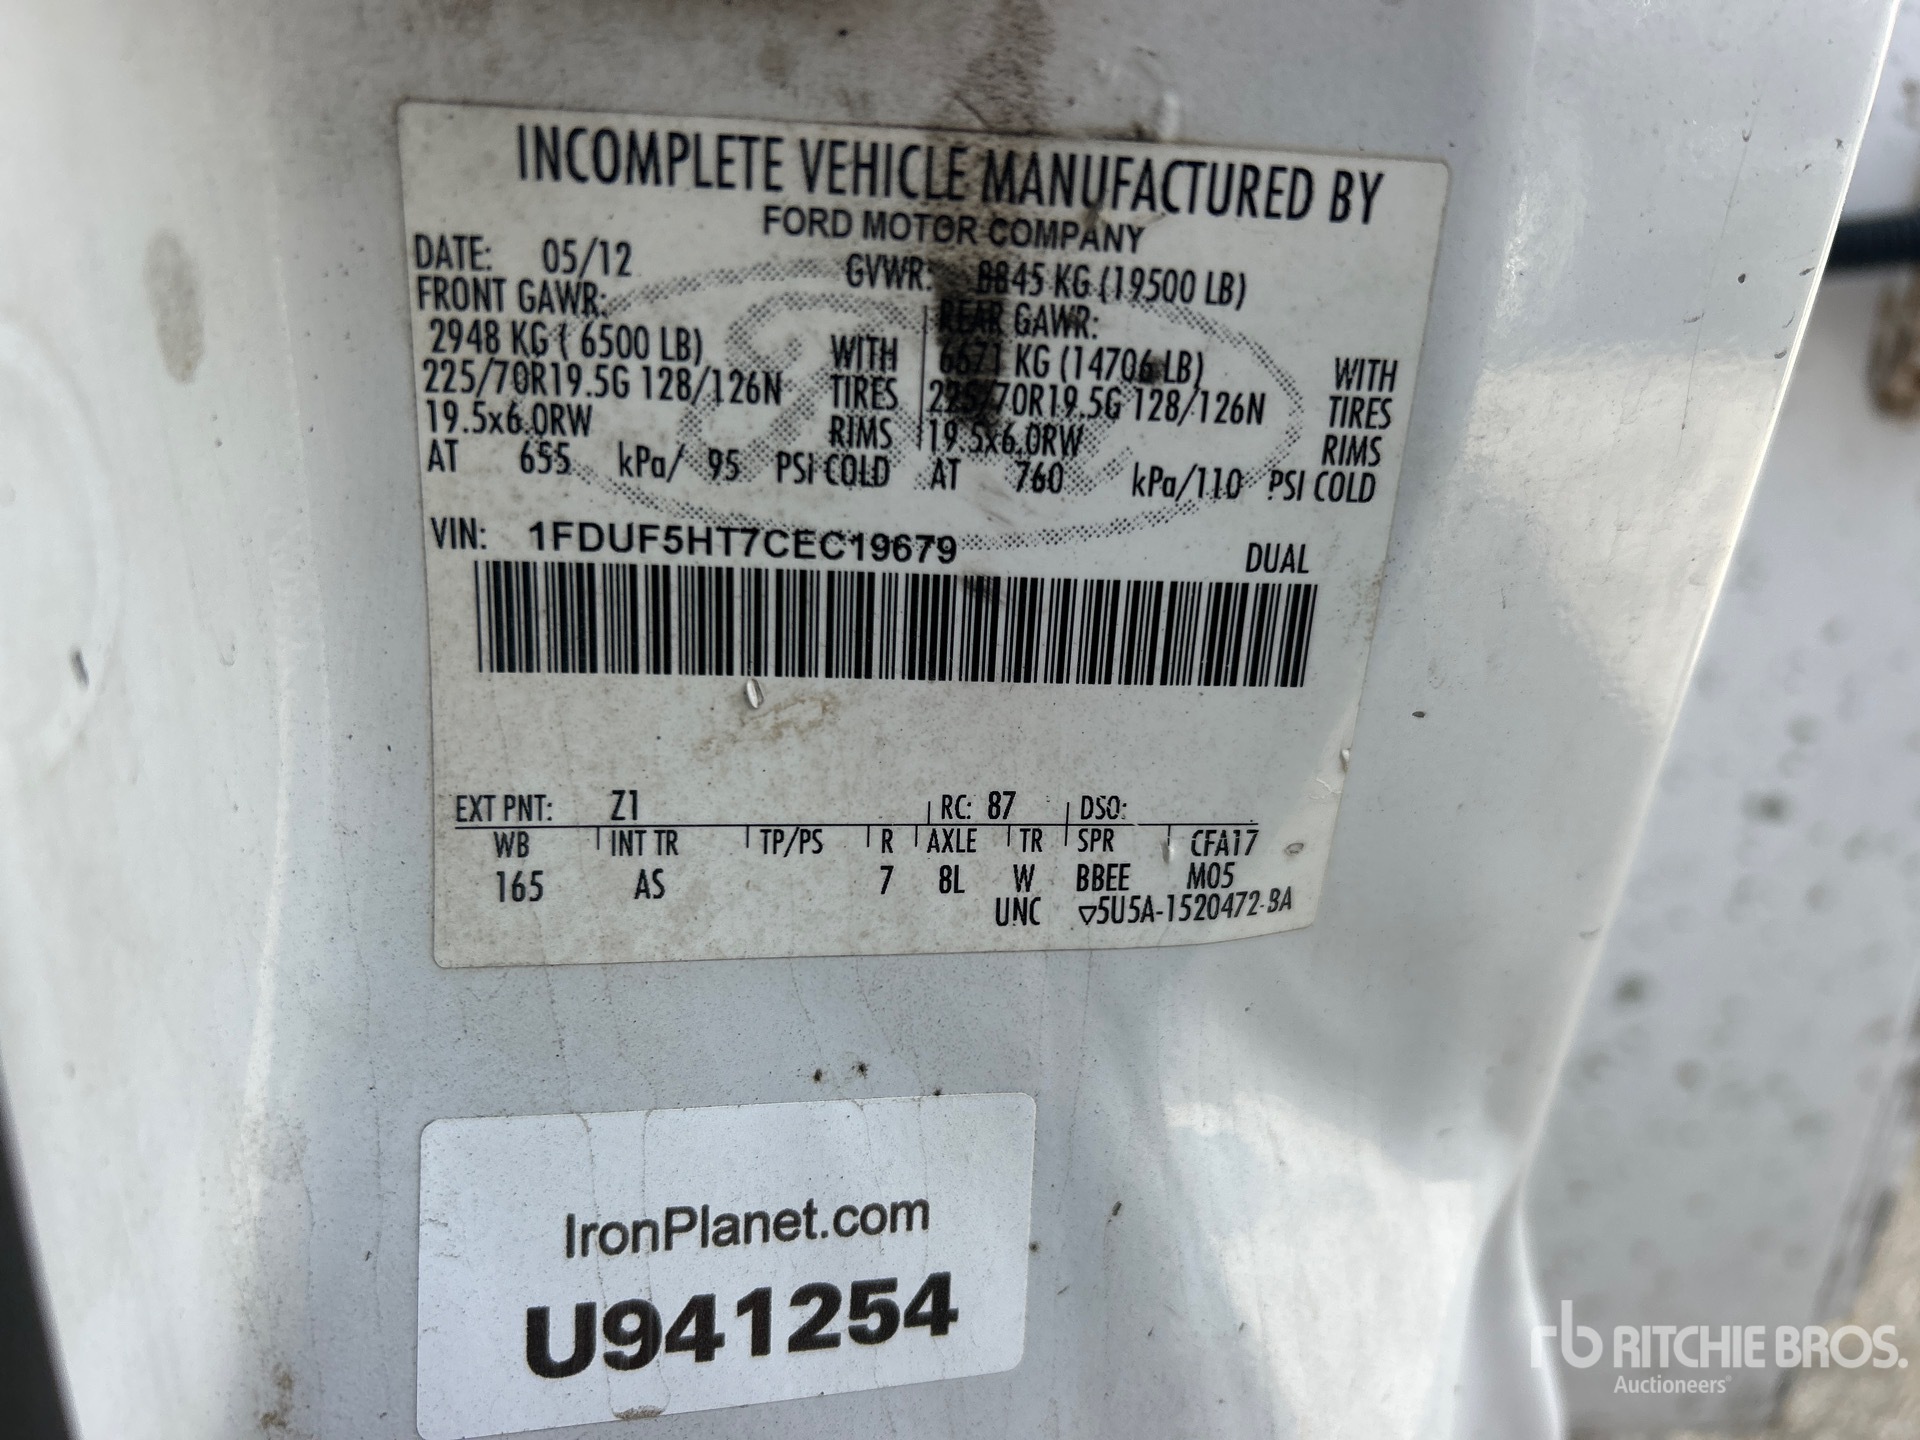 INCOMPLETE VEHICLE MANUFACTURED BY
FORD MOTOR COMPANY
DATE: 05/12 GVWR: 8845 KG (19500 LB)
FRONT GAWR: REAR GAWR:
2948 KG ( 6500 LB) WITH 6671 KG (14706 LB) WITH
225/70R19.5G 128/126N TIRES 225/70R19.5G 128/126N TIRES
19.5x6.0RW RIMS 19.5x6.0RW RIMS
AT 655 kPa/ 95 PSI COLD AT 760 kPa/110 PSI COLD
VIN: 1FDUF5HT7CEC19679 DUAL
EXT PNT: Z1 RC: 87 DSO:
WB INT TR TP/PS R AXLE TR SPR CFA17
165 AS 7 8L W BBEE M05
UNC ▽5U5A-1520472-BA
IronPlanet.com
U941254
rb RITCHIE BROS.
Auctioneers